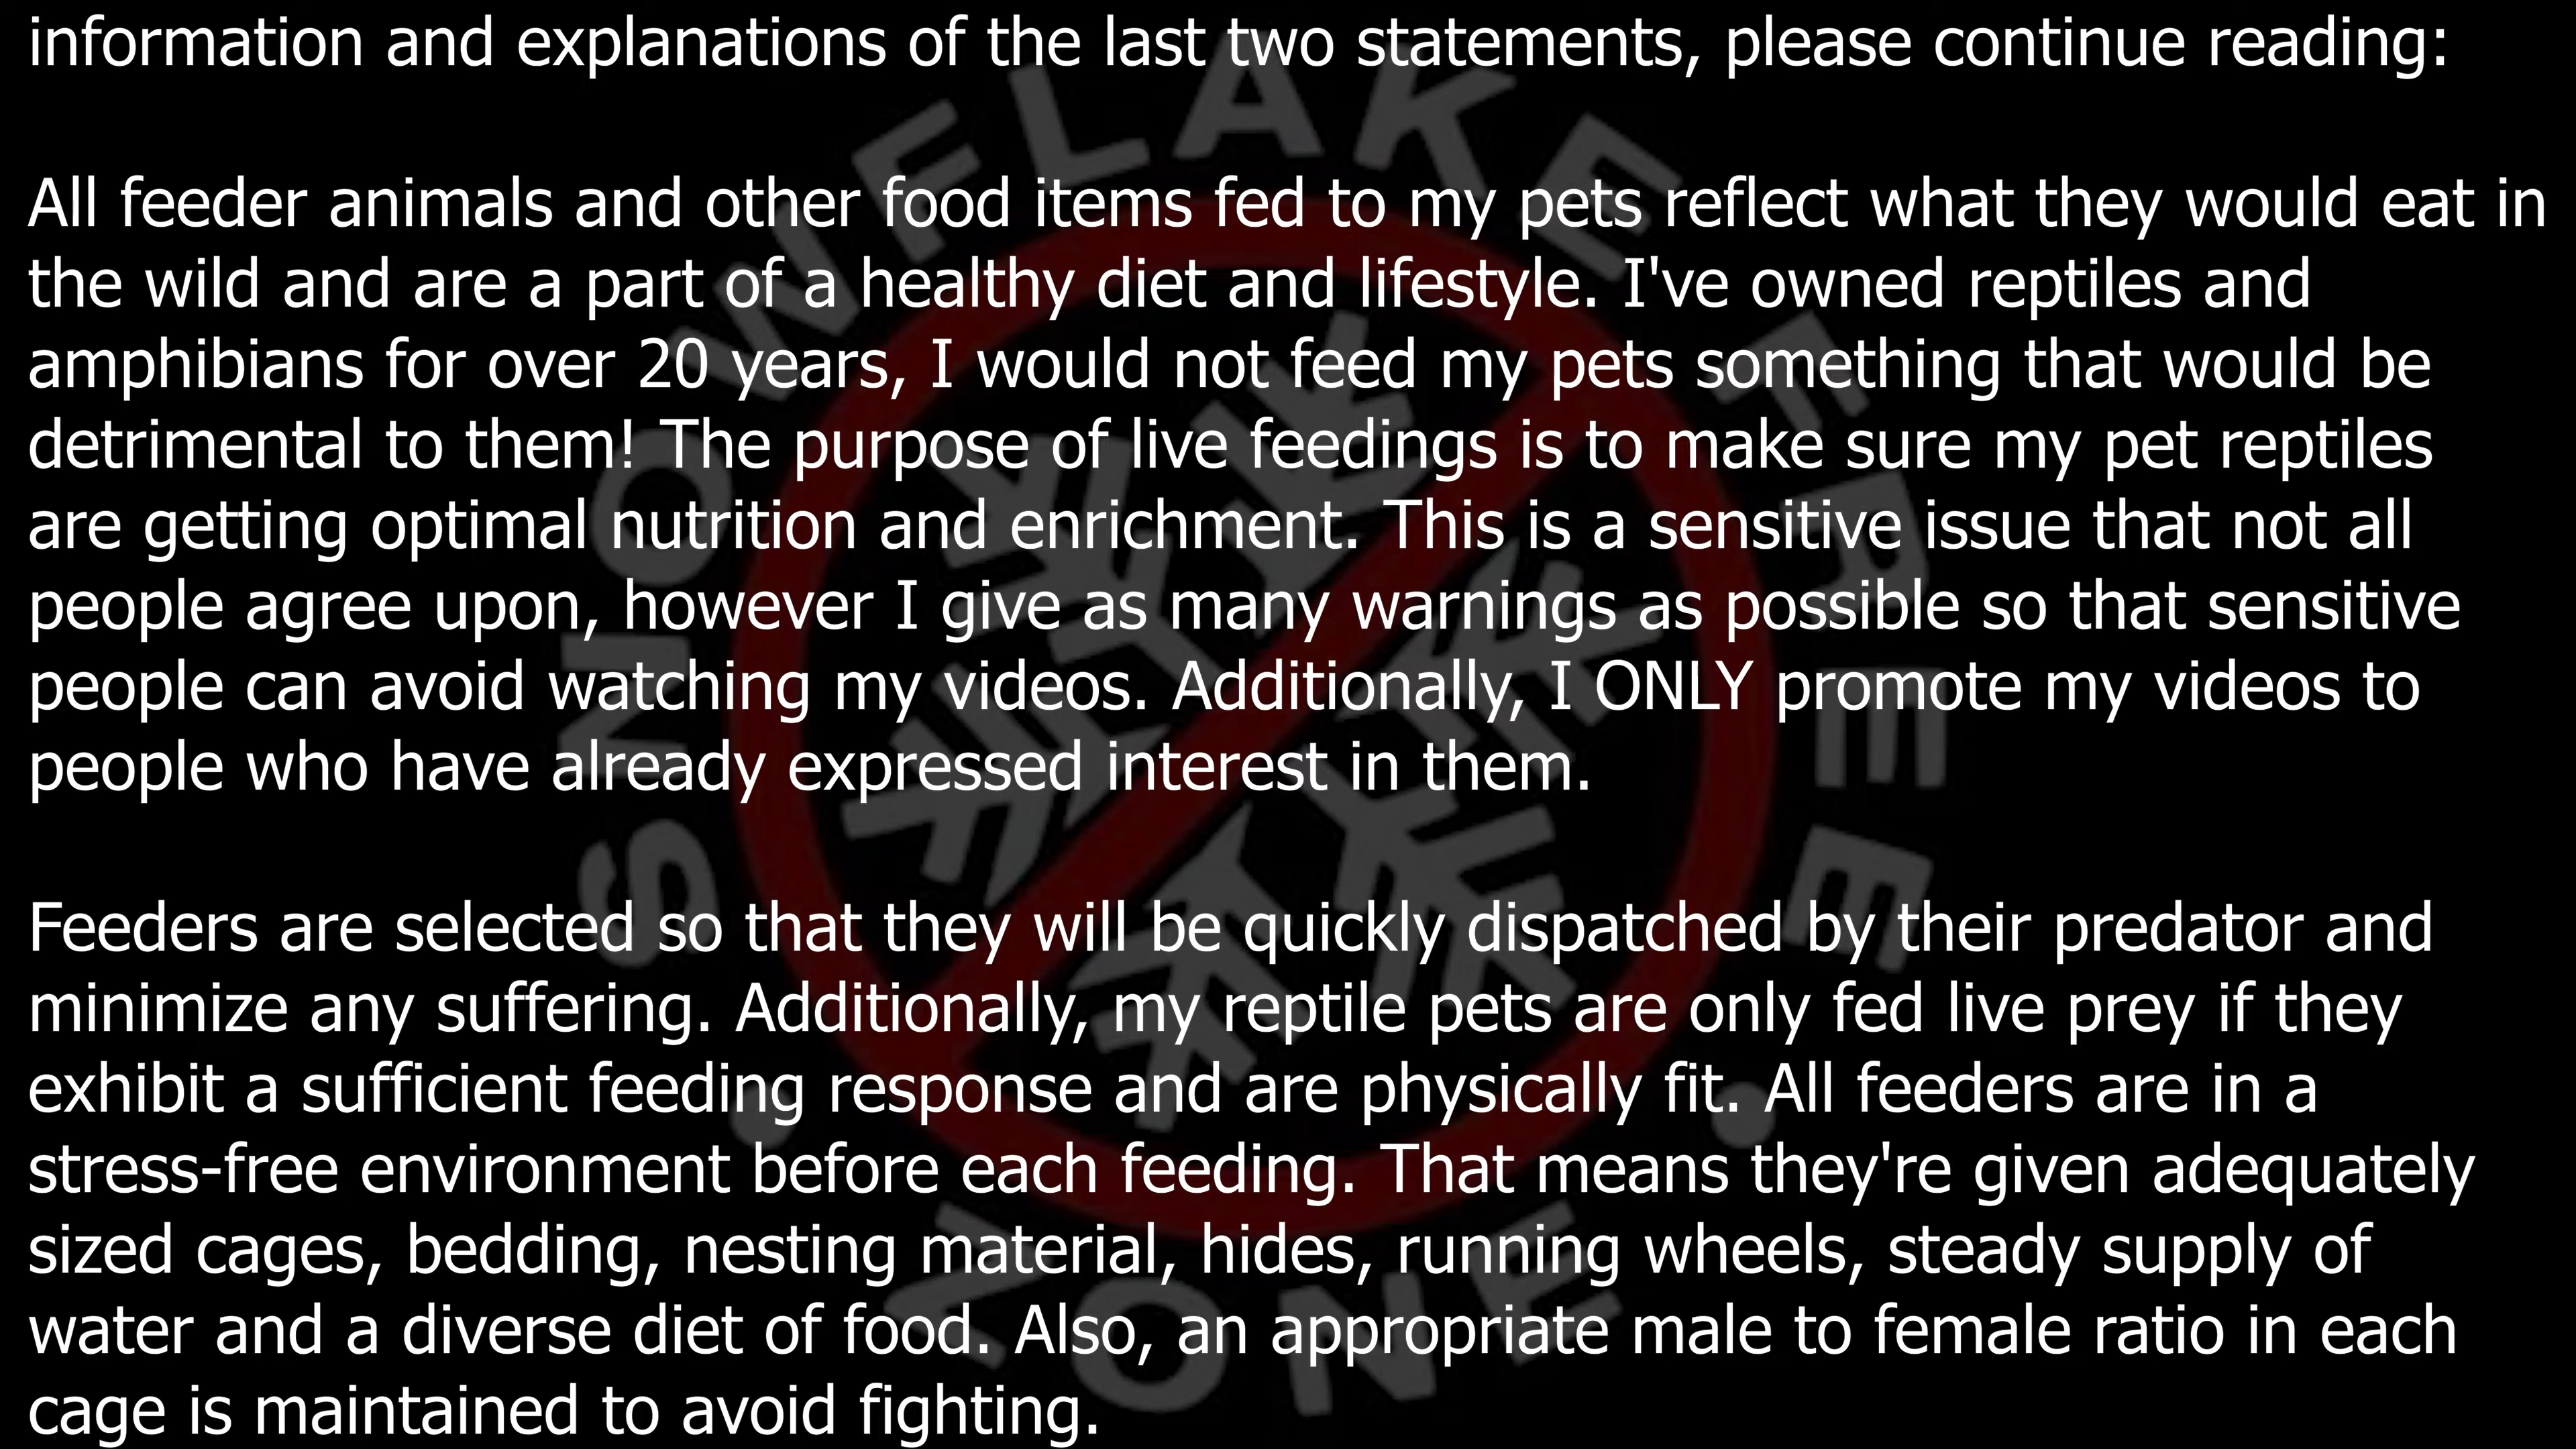 information and explanations of the last two statements, please continue reading:
All feeder animals and other food items fed to my pets reflect what they would eat in
the wild and are a part of a healthy diet and lifestyle. I've owned reptiles and
amphibians for over 20 years, I would not feed my pets something that would be
detrimental to them! The purpose of live feedings is to make sure my pet reptiles
are getting optimal nutrition and enrichment. This is a sensitive issue that not all
people agree upon, however I give as many warnings as possible so that sensitive
people can avoid watching my videos. Additionally, I ONLY promote my videos to
people who have already expressed interest in them.
Feeders are selected so that they will be quickly dispatched by their predator and
minimize any suffering. Additionally, my reptile pets are only fed live prey if they
exhibit a sufficient feeding response and are physically fit. All feeders are in a
stress-free environment before each feeding. That means they're given adequately
sized cages, bedding, nesting material, hides, running wheels, steady supply of
water and a diverse diet of food. Also, an appropriate male to female ratio in each
cage is maintained to avoid fighting.
SNOWFLAKE FREE
ZONE